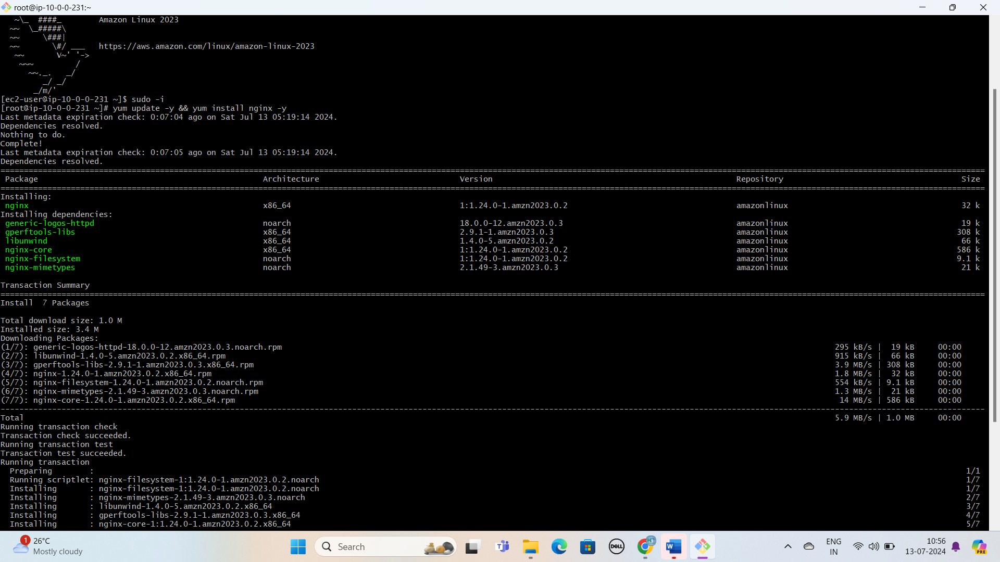 root@ip-10-0-0-231:~
~\_ ####_ Amazon Linux 2023
~~ \_#####\
~~ \###|
~~ \#/ ___ https://aws.amazon.com/linux/amazon-linux-2023
~~ V~' '->
~~~ /
~~._. _/
_/ _/
_/m/'
[ec2-user@ip-10-0-0-231 ~]$ sudo -i
[root@ip-10-0-0-231 ~]# yum update -y && yum install nginx -y
Last metadata expiration check: 0:07:04 ago on Sat Jul 13 05:19:14 2024.
Dependencies resolved.
Nothing to do.
Complete!
Last metadata expiration check: 0:07:05 ago on Sat Jul 13 05:19:14 2024.
Dependencies resolved.
Package Architecture Version Repository Size
Installing:
nginx x86_64 1:1.24.0-1.amzn2023.0.2 amazonlinux 32 k
Installing dependencies:
generic-logos-httpd noarch 18.0.0-12.amzn2023.0.3 amazonlinux 19 k
gperftools-libs x86_64 2.9.1-1.amzn2023.0.3 amazonlinux 308 k
libunwind x86_64 1.4.0-5.amzn2023.0.2 amazonlinux 66 k
nginx-core x86_64 1:1.24.0-1.amzn2023.0.2 amazonlinux 586 k
nginx-filesystem noarch 1:1.24.0-1.amzn2023.0.2 amazonlinux 9.1 k
nginx-mimetypes noarch 2.1.49-3.amzn2023.0.3 amazonlinux 21 k
Transaction Summary
Install 7 Packages
Total download size: 1.0 M
Installed size: 3.4 M
Downloading Packages:
(1/7): generic-logos-httpd-18.0.0-12.amzn2023.0.3.noarch.rpm 295 kB/s | 19 kB 00:00
(2/7): libunwind-1.4.0-5.amzn2023.0.2.x86_64.rpm 915 kB/s | 66 kB 00:00
(3/7): gperftools-libs-2.9.1-1.amzn2023.0.3.x86_64.rpm 3.9 MB/s | 308 kB 00:00
(4/7): nginx-1.24.0-1.amzn2023.0.2.x86_64.rpm 1.8 MB/s | 32 kB 00:00
(5/7): nginx-filesystem-1.24.0-1.amzn2023.0.2.noarch.rpm 554 kB/s | 9.1 kB 00:00
(6/7): nginx-mimetypes-2.1.49-3.amzn2023.0.3.noarch.rpm 1.3 MB/s | 21 kB 00:00
(7/7): nginx-core-1.24.0-1.amzn2023.0.2.x86_64.rpm 14 MB/s | 586 kB 00:00
Total 5.9 MB/s | 1.0 MB 00:00
Running transaction check
Transaction check succeeded.
Running transaction test
Transaction test succeeded.
Running transaction
Preparing : 1/1
Running scriptlet: nginx-filesystem-1:1.24.0-1.amzn2023.0.2.noarch 1/7
Installing : nginx-filesystem-1:1.24.0-1.amzn2023.0.2.noarch 1/7
Installing : nginx-mimetypes-2.1.49-3.amzn2023.0.3.noarch 2/7
Installing : libunwind-1.4.0-5.amzn2023.0.2.x86_64 3/7
Installing : gperftools-libs-2.9.1-1.amzn2023.0.3.x86_64 4/7
Installing : nginx-core-1:1.24.0-1.amzn2023.0.2.x86_64 5/7
1 26°C
Mostly cloudy
Search
DELL
W
ENG
IN
10:56
13-07-2024
PRE